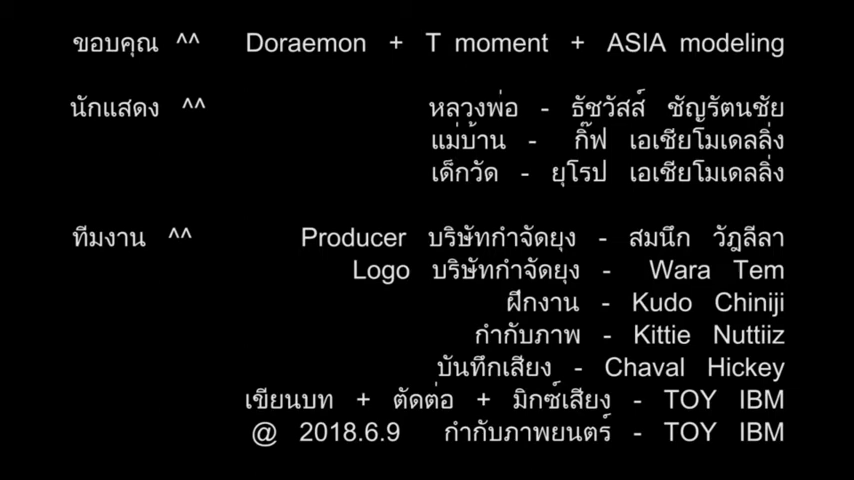 ขอบคุณ ^^ Doraemon + T moment + ASIA modeling
นักแสดง ^^ หลวงพ่อ - ธัชวัสส์ ชัญรัตนชัย
แม่บ้าน - กิ๊ฟ เอเชียโมเดลลิ่ง
เด็กวัด - ยุโรป เอเชียโมเดลลิ่ง
ทีมงาน ^^ Producer บริษัทกำจัดยุง - สมนึก วัฎลีลา
Logo บริษัทกำจัดยุง - Wara Tem
ฝึกงาน - Kudo Chiniji
กำกับภาพ - Kittie Nuttiiz
บันทึกเสียง - Chaval Hickey
เขียนบท + ตัดต่อ + มิกซ์เสียง - TOY IBM
@ 2018.6.9 กำกับภาพยนตร์ - TOY IBM